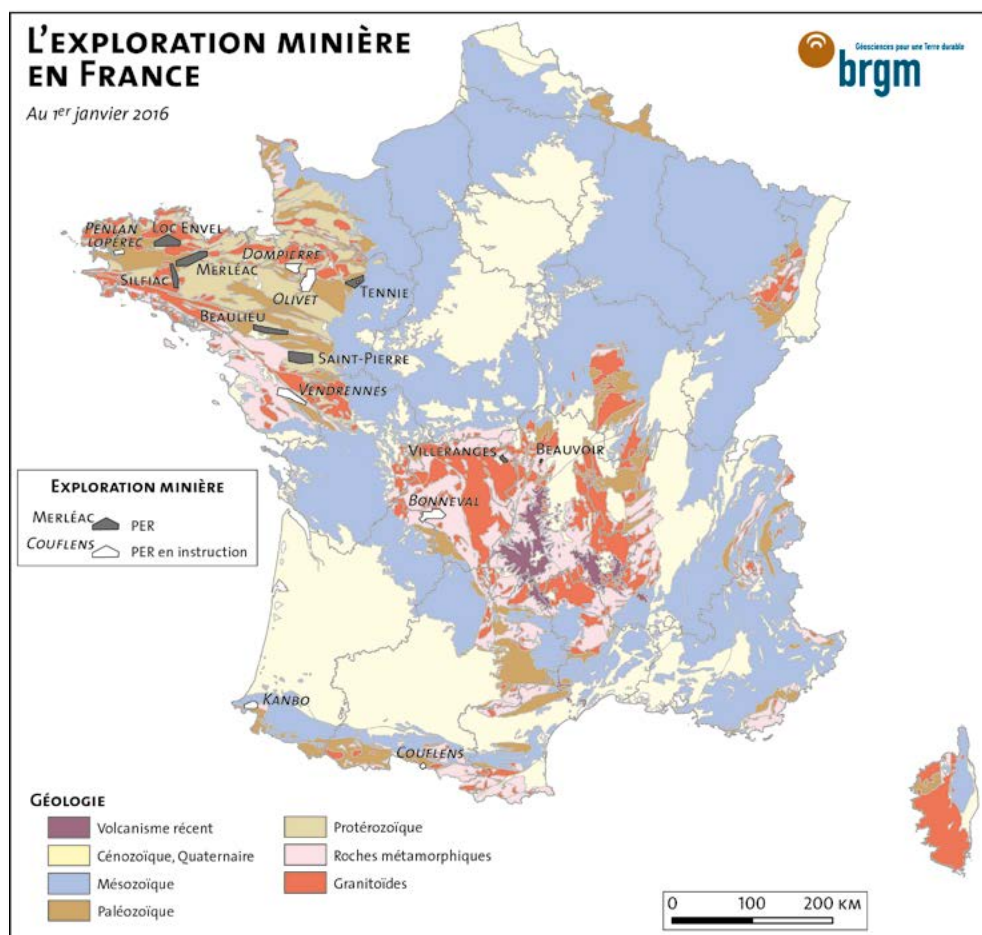 L'EXPLORATION MINIÈRE
EN FRANCE
Au 1er janvier 2016
Géosciences pour une Terre durable
brgm
PENLAN
LOPÉREC
LOC ENVEL
MERLÉAC
SILFIAC
DOMPIERRE
OLIVET
TENNIE
BEAULIEU
SAINT-PIERRE
VENDRENNES
VILLERANGES
BEAUVOIR
BONNEVAL
EXPLORATION MINIÈRE
MERLÉAC PER
COUFLENS PER en instruction
KANBO
COUFLENS
GÉOLOGIE
Volcanisme récent
Cénozoïque, Quaternaire
Mésozoïque
Paléozoïque
Protérozoïque
Roches métamorphiques
Granitoïdes
0 100 200 KM